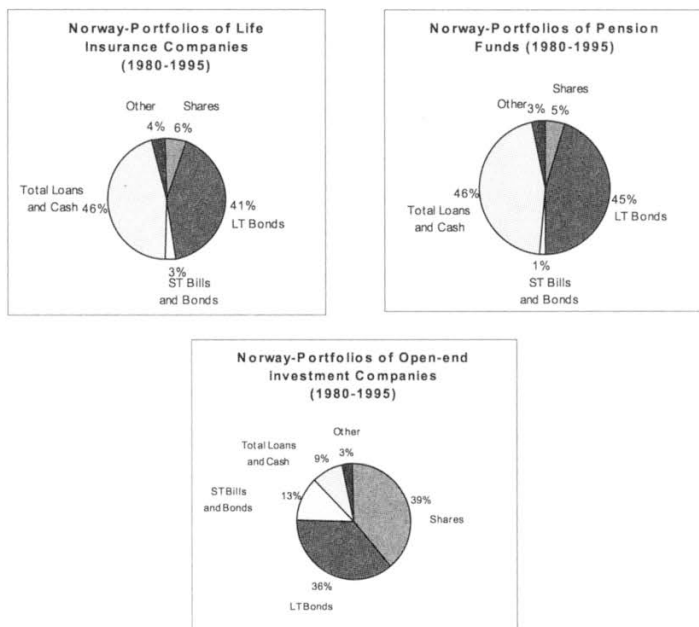 Norway-Portfolios of Life
Insurance Companies
(1980-1995)
Other
Shares
4%
6%
Total Loans
and Cash
46%
41%
LT Bonds
3%
ST Bills
and Bonds
Norway-Portfolios of Pension
Funds (1980-1995)
Shares
Other
3%
5%
46%
Total Loans
and Cash
45%
LT Bonds
1%
ST Bills
and Bonds
Norway-Portfolios of Open-end
Investment Companies
(1980-1995)
Other
Total Loans
and Cash
9%
3%
ST Bills
and Bonds
13%
39%
Shares
36%
LT Bonds